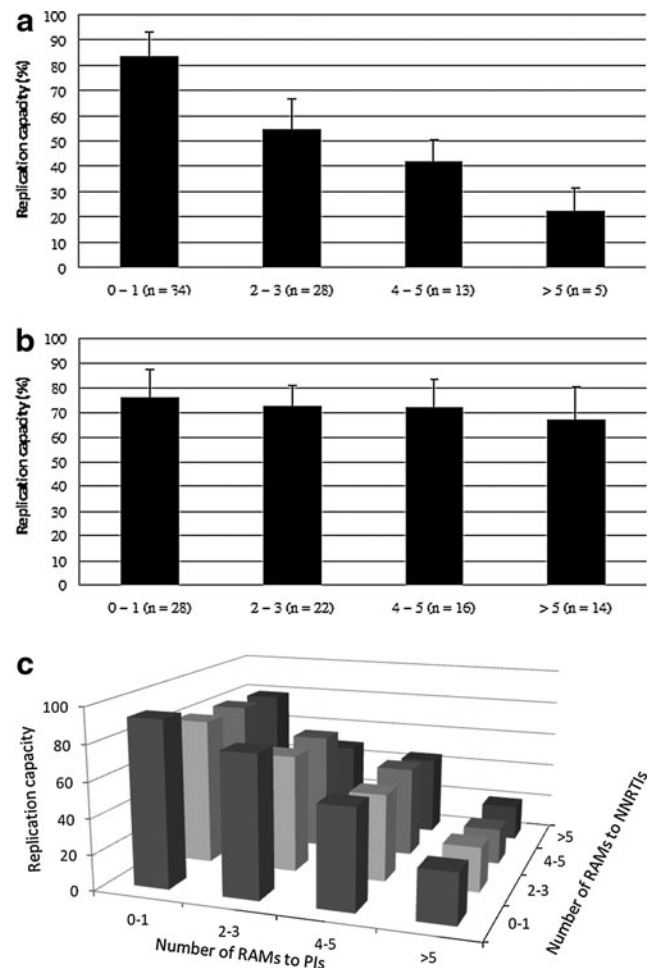 a
Replication capacity (%)
100
90
80
70
60
50
40
30
20
10
0
0 – 1 (n = 34)
2 – 3 (n = 28)
4 – 5 (n = 13)
> 5 (n = 5)
b
Replication capacity (%)
100
90
80
70
60
50
40
30
20
10
0
0 – 1 (n = 28)
2 – 3 (n = 22)
4 – 5 (n = 16)
> 5 (n = 14)
c
Replication capacity
100
80
60
40
20
0
0-1
2-3
4-5
>5
Number of RAMs to PIs
0-1
2-3
4-5
>5
Number of RAMs to NNRTIs